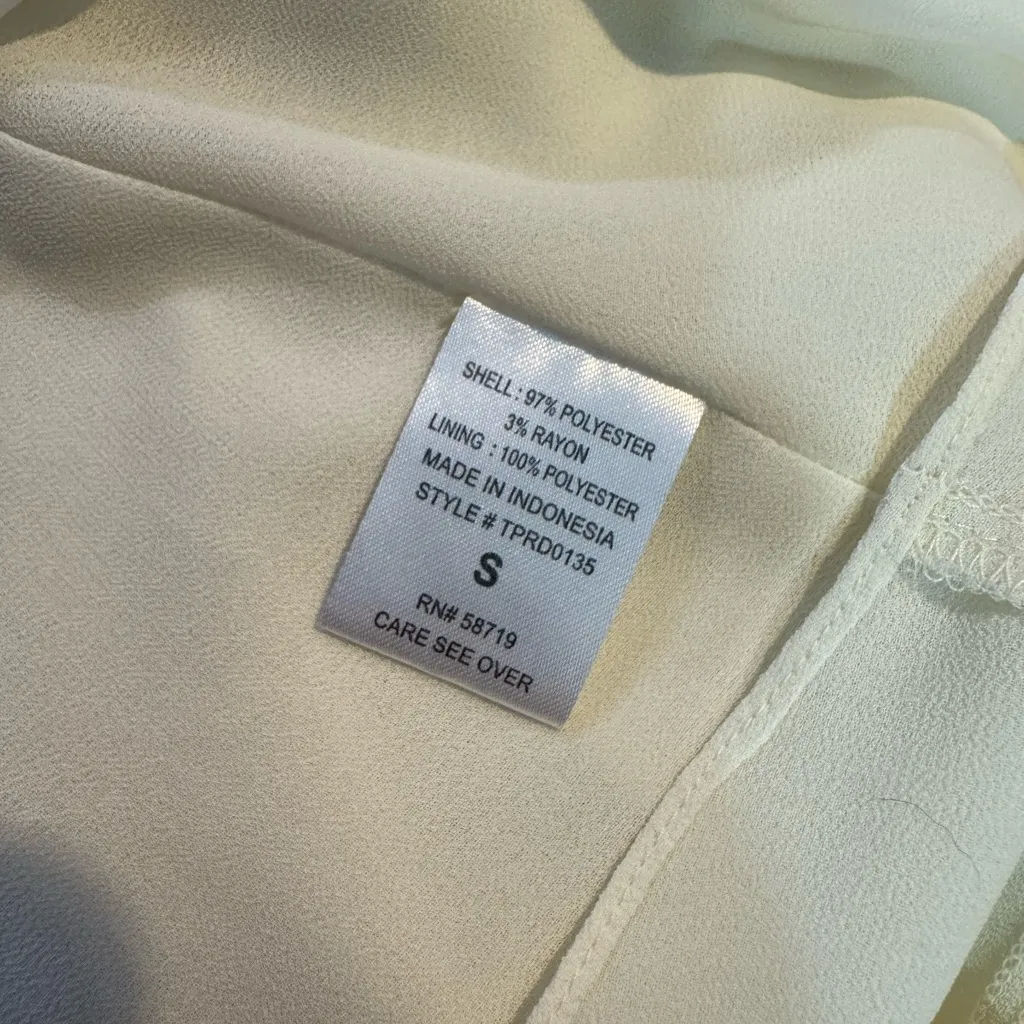 SHELL : 97% POLYESTER
3% RAYON
LINING : 100% POLYESTER
MADE IN INDONESIA
STYLE # TPRD0135
S
RN# 58719
CARE SEE OVER